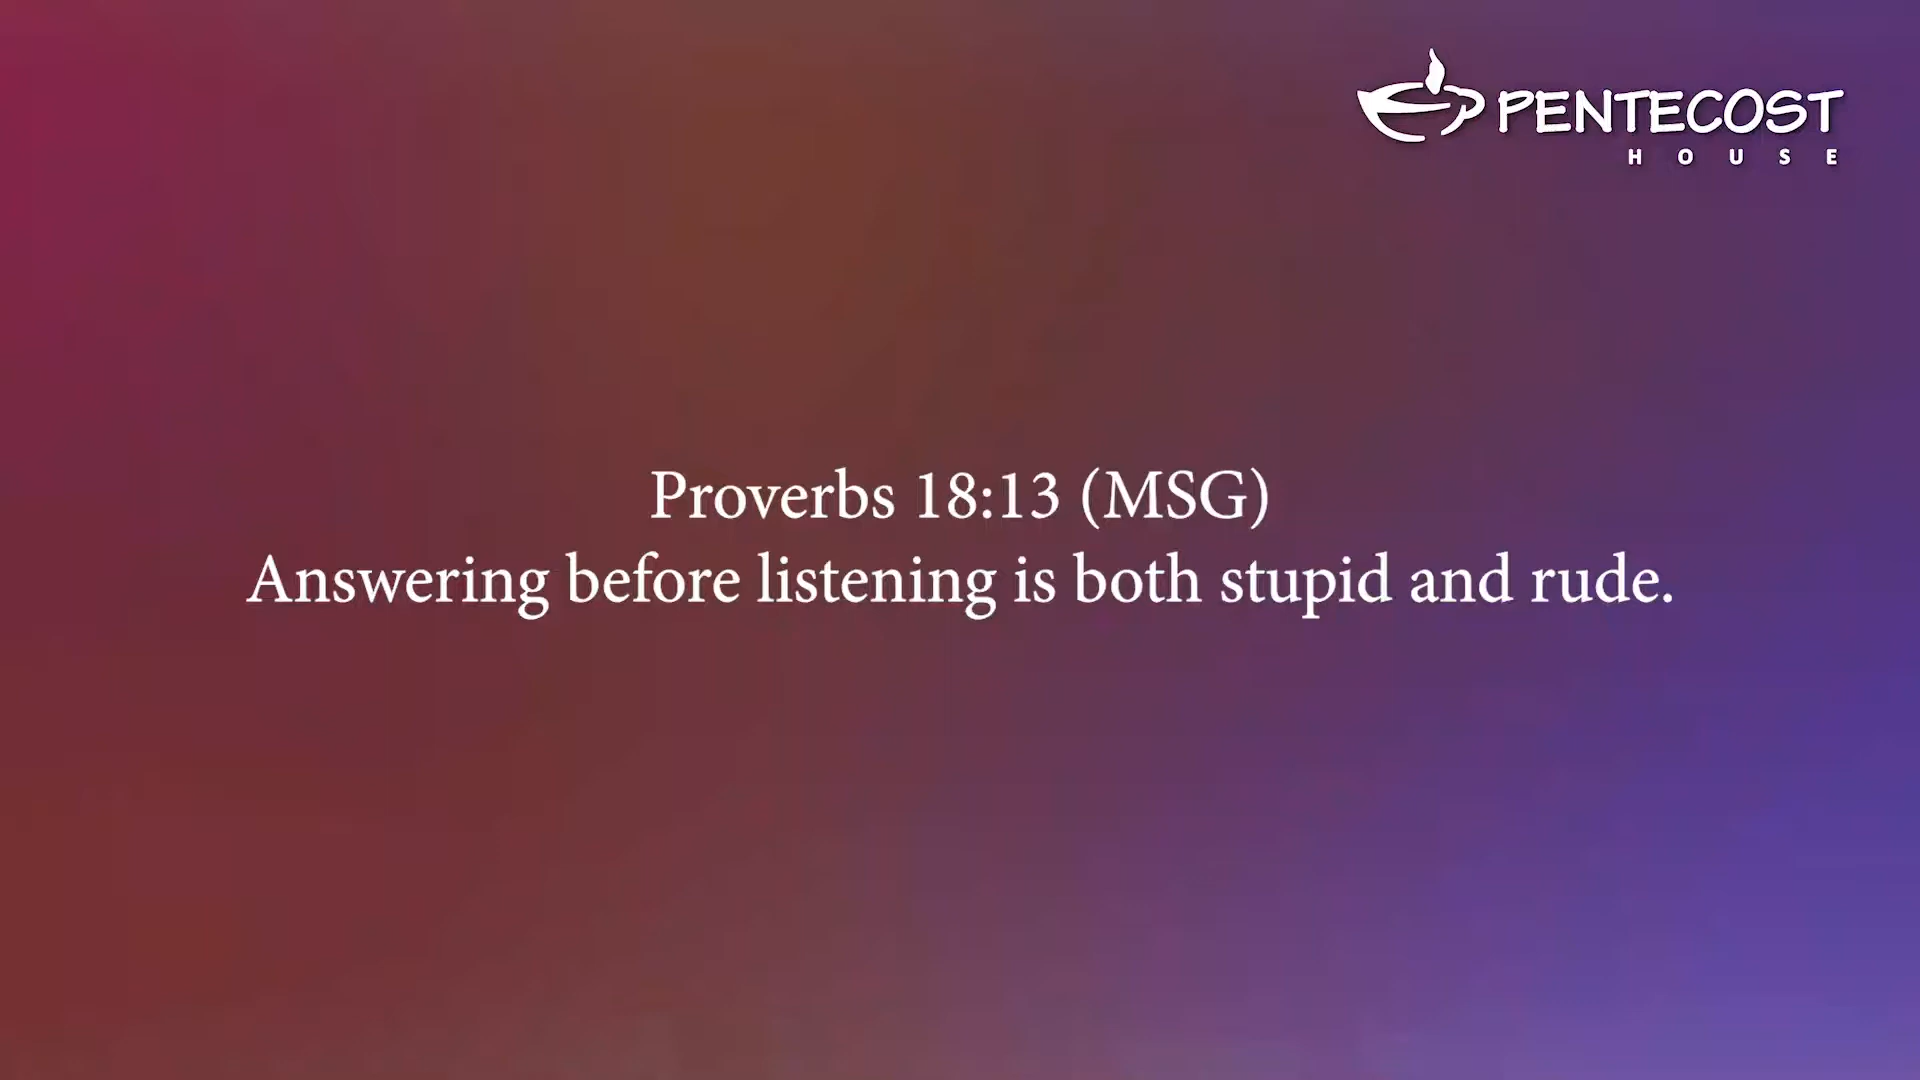 PENTECOST
HOUSE
Proverbs 18:13 (MSG)
Answering before listening is both stupid and rude.